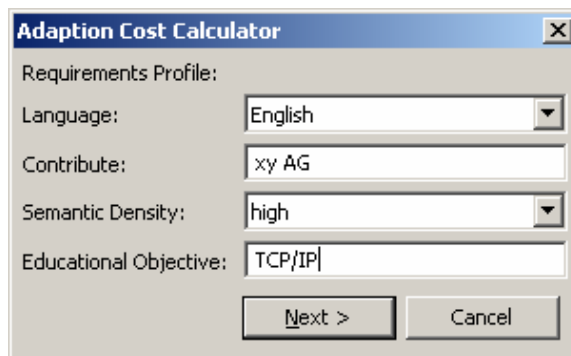 Adaption Cost Calculator
Requirements Profile:
Language: English
Contribute: xy AG
Semantic Density: high
Educational Objective: TCP/IP
Next > Cancel